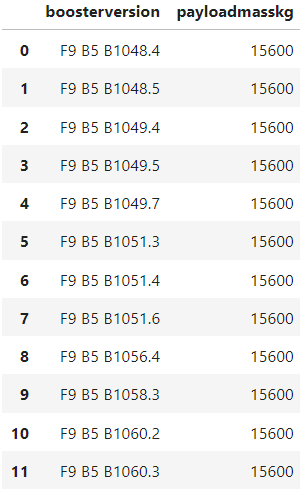 boosterversion payloadmasskg
0 F9 B5 B1048.4 15600
1 F9 B5 B1048.5 15600
2 F9 B5 B1049.4 15600
3 F9 B5 B1049.5 15600
4 F9 B5 B1049.7 15600
5 F9 B5 B1051.3 15600
6 F9 B5 B1051.4 15600
7 F9 B5 B1051.6 15600
8 F9 B5 B1056.4 15600
9 F9 B5 B1058.3 15600
10 F9 B5 B1060.2 15600
11 F9 B5 B1060.3 15600